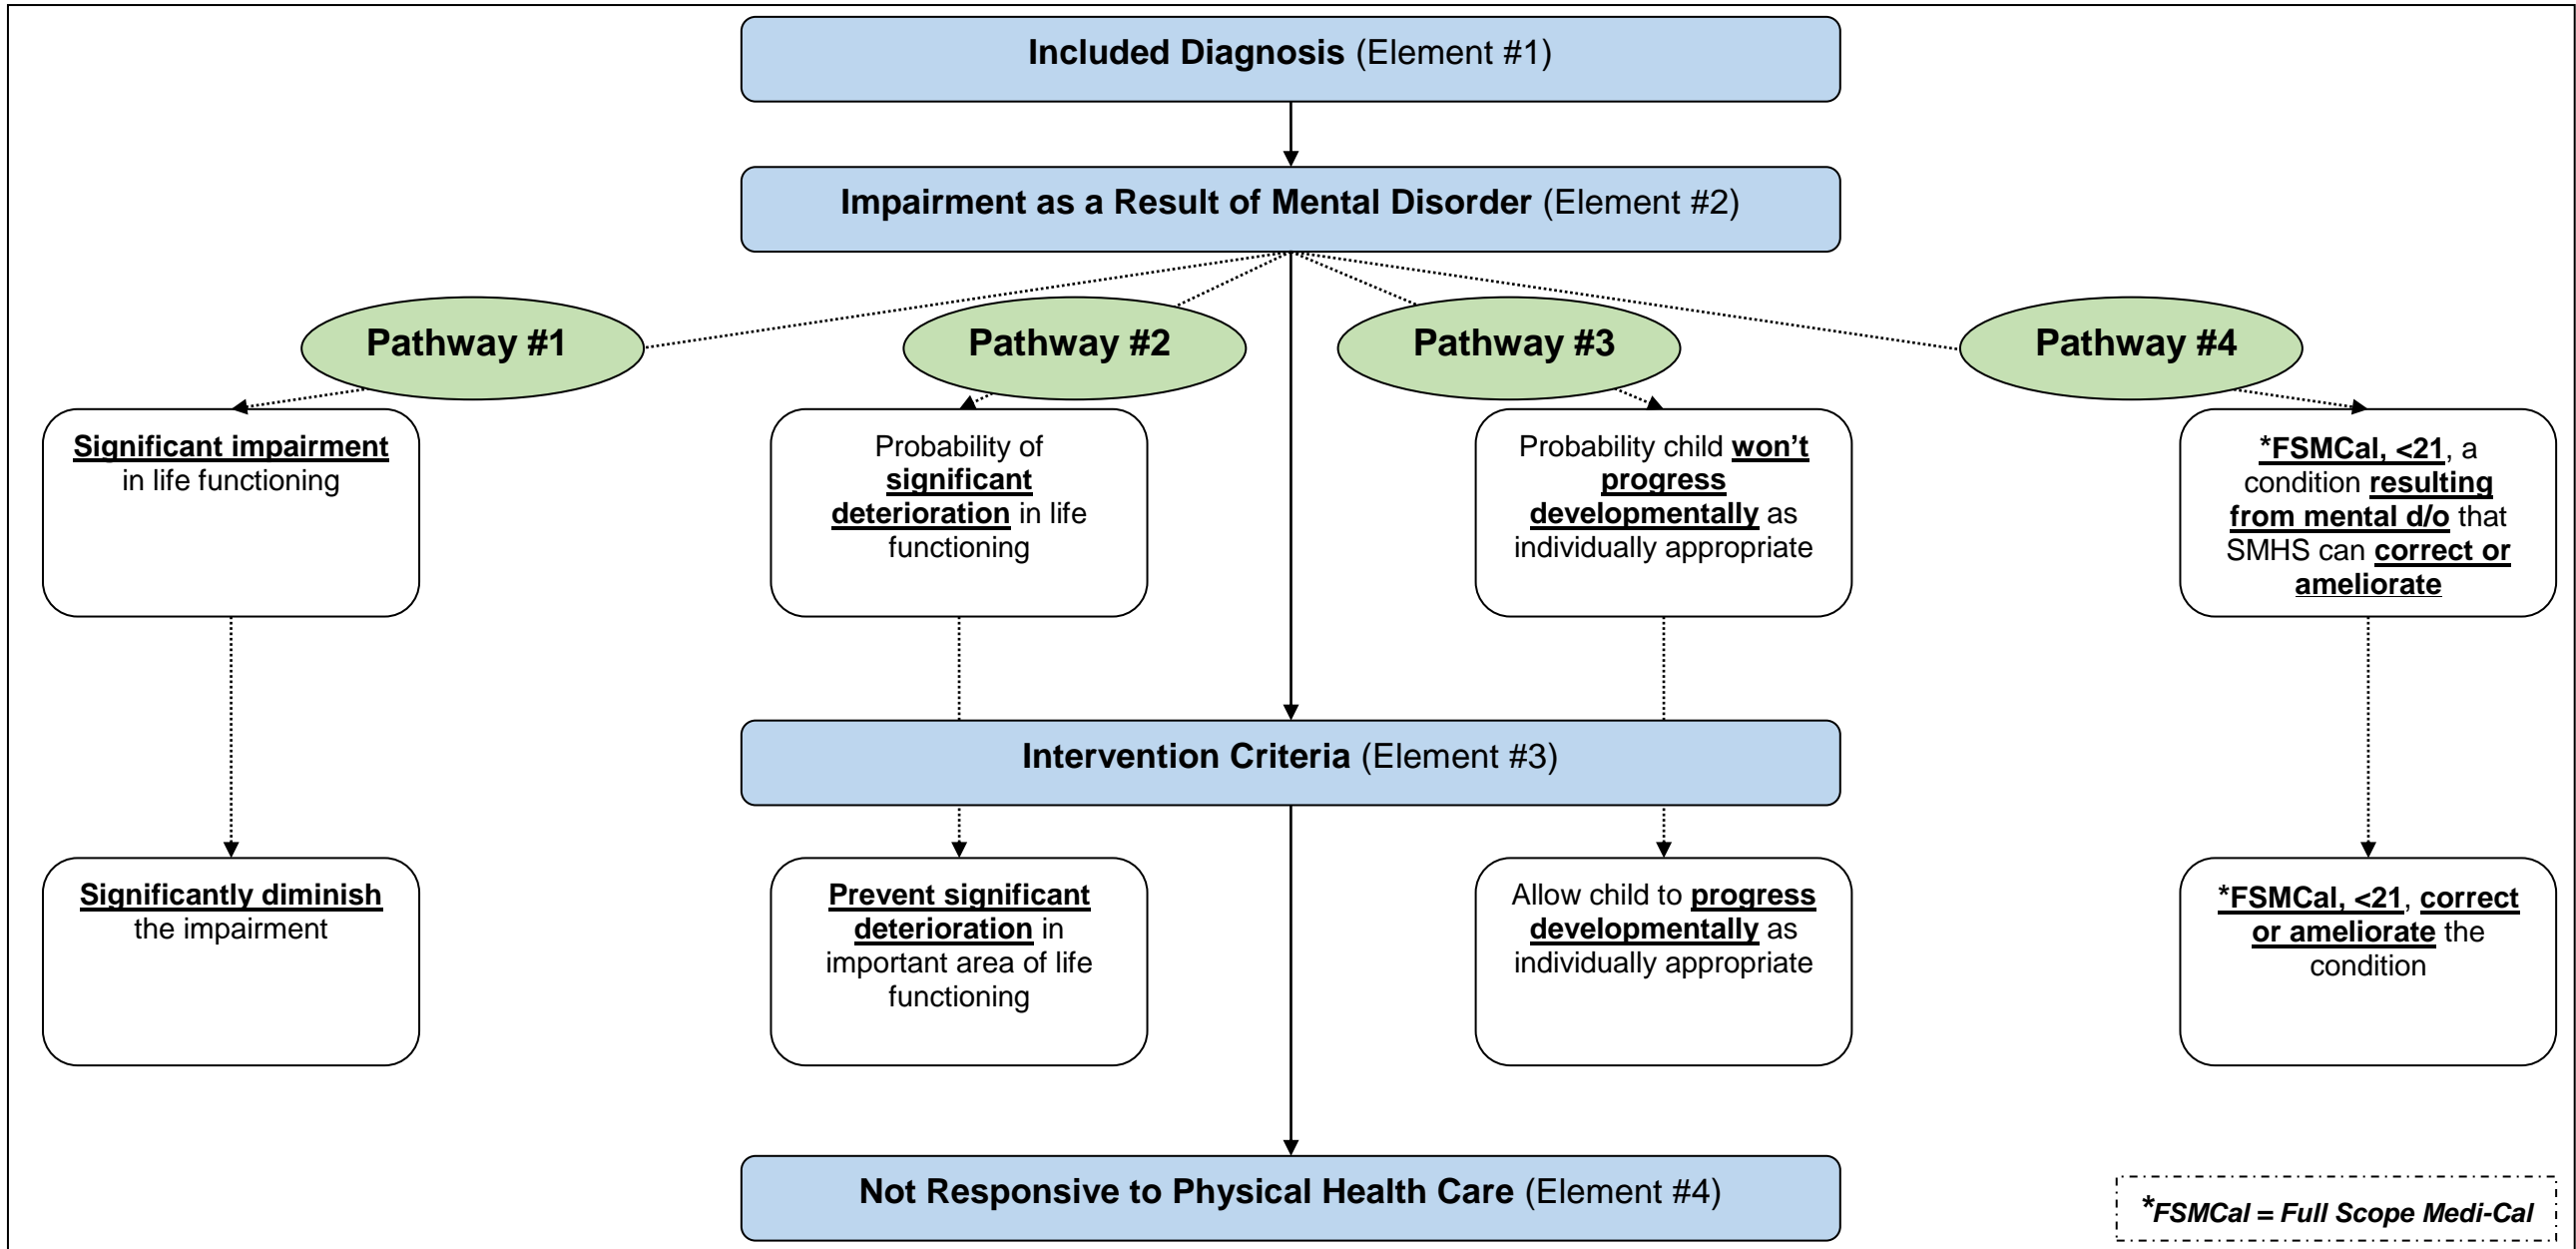 Included Diagnosis (Element #1)
Impairment as a Result of Mental Disorder (Element #2)
Pathway #1
Pathway #2
Pathway #3
Pathway #4
Significant impairment
in life functioning
Probability of
significant
deterioration in life
functioning
Probability child won’t
progress
developmentally as
individually appropriate
*FSMCal, <21, a
condition resulting
from mental d/o that
SMHS can correct or
ameliorate
Intervention Criteria (Element #3)
Significantly diminish
the impairment
Prevent significant
deterioration in
important area of life
functioning
Allow child to progress
developmentally as
individually appropriate
*FSMCal, <21, correct
or ameliorate the
condition
Not Responsive to Physical Health Care (Element #4)
*FSMCal = Full Scope Medi-Cal